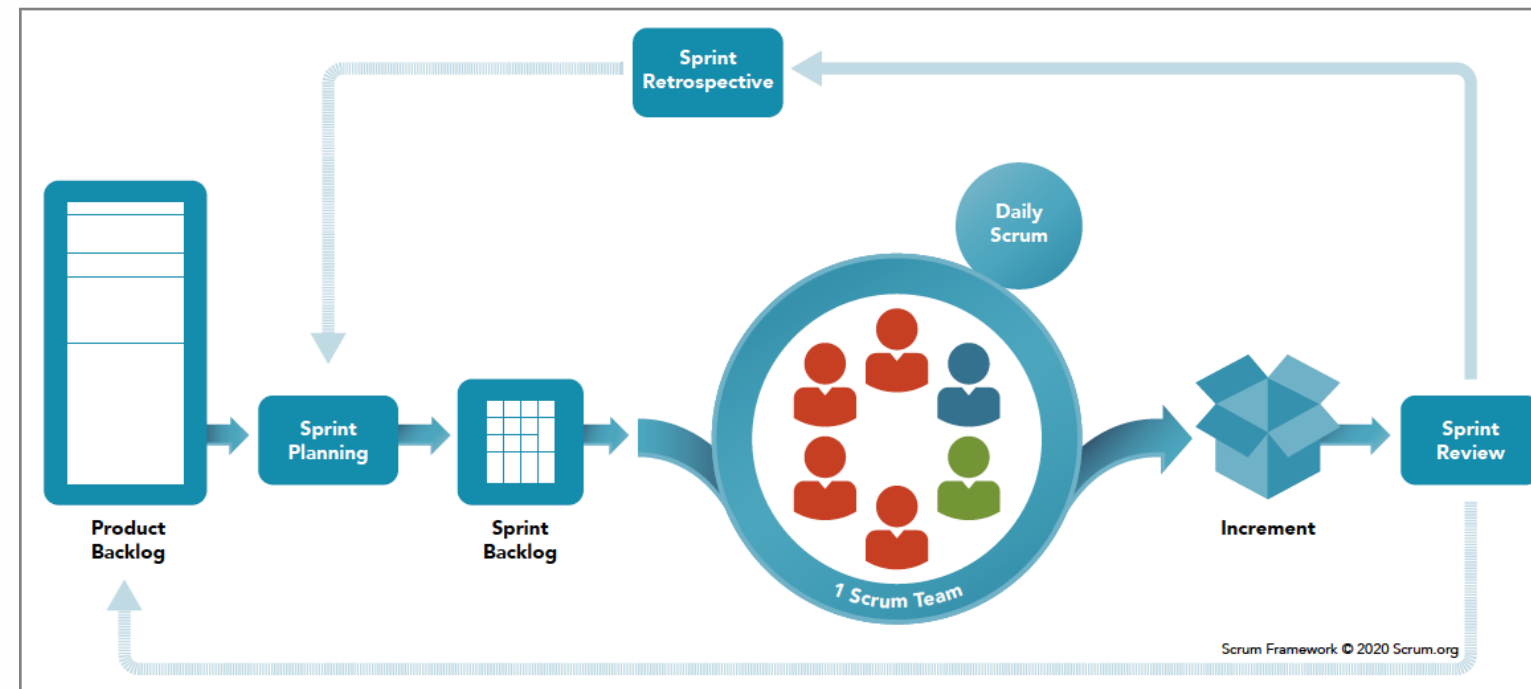 Sprint
Retrospective
Daily
Scrum
Sprint
Planning
Sprint
Review
Product
Backlog
Sprint
Backlog
Increment
1 Scrum Team
Scrum Framework © 2020 Scrum.org